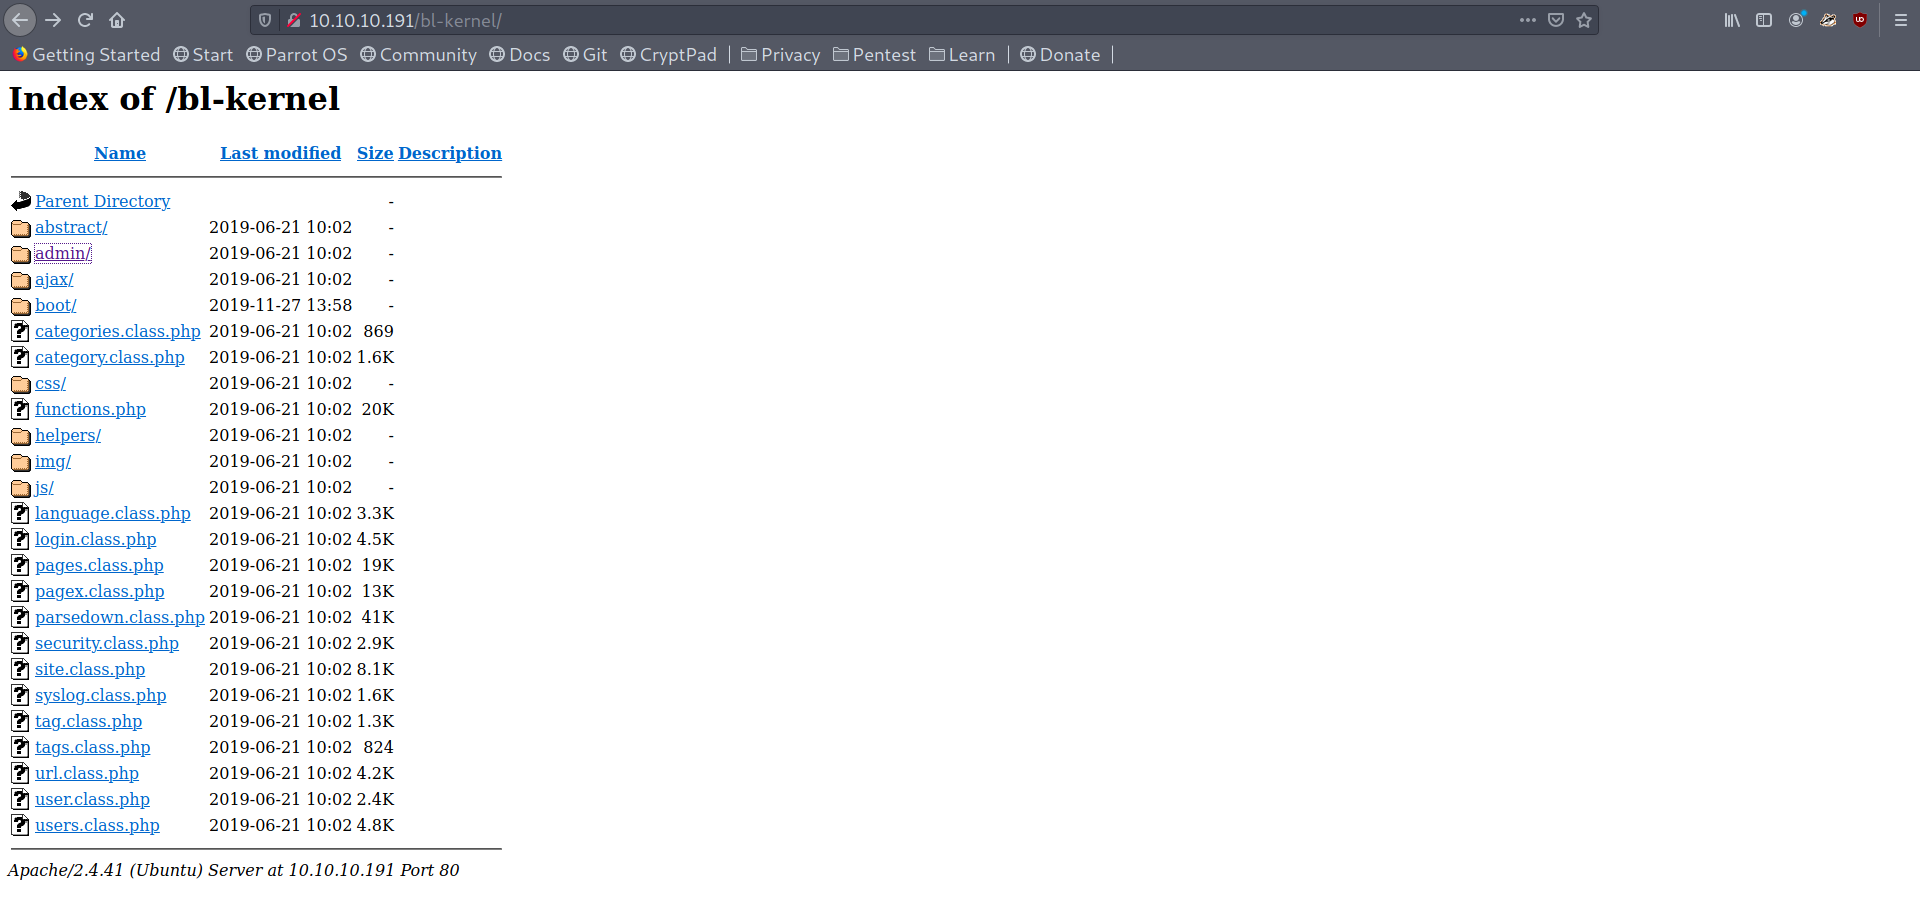 10.10.10.191/bl-kernel/
Getting Started Start Parrot OS Community Docs Git CryptPad Privacy Pentest Learn Donate
Index of /bl-kernel
Name Last modified Size Description
Parent Directory -
abstract/ 2019-06-21 10:02 -
admin/ 2019-06-21 10:02 -
ajax/ 2019-06-21 10:02 -
boot/ 2019-11-27 13:58 -
categories.class.php 2019-06-21 10:02 869
category.class.php 2019-06-21 10:02 1.6K
css/ 2019-06-21 10:02 -
functions.php 2019-06-21 10:02 20K
helpers/ 2019-06-21 10:02 -
img/ 2019-06-21 10:02 -
js/ 2019-06-21 10:02 -
language.class.php 2019-06-21 10:02 3.3K
login.class.php 2019-06-21 10:02 4.5K
pages.class.php 2019-06-21 10:02 19K
pagex.class.php 2019-06-21 10:02 13K
parsedown.class.php 2019-06-21 10:02 41K
security.class.php 2019-06-21 10:02 2.9K
site.class.php 2019-06-21 10:02 8.1K
syslog.class.php 2019-06-21 10:02 1.6K
tag.class.php 2019-06-21 10:02 1.3K
tags.class.php 2019-06-21 10:02 824
url.class.php 2019-06-21 10:02 4.2K
user.class.php 2019-06-21 10:02 2.4K
users.class.php 2019-06-21 10:02 4.8K
Apache/2.4.41 (Ubuntu) Server at 10.10.10.191 Port 80